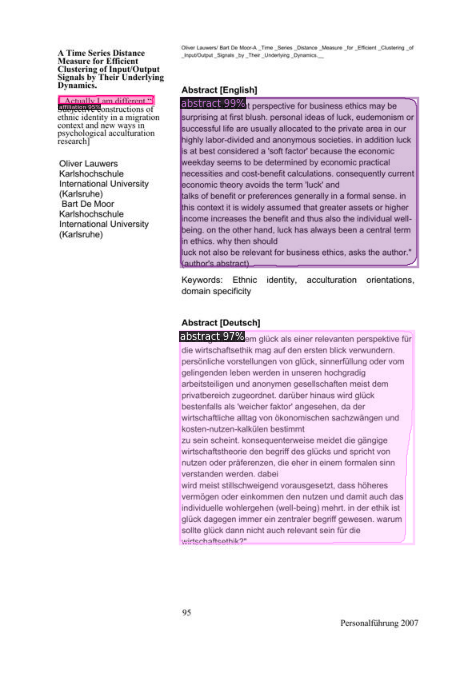 Oliver Lauwers/ Bart De Moor-A _Time _Series _Distance _Measure _for _Efficient _Clustering _of
_Input/Output _Signals _by _Their _Underlying _Dynamics.__
A Time Series Distance
Measure for Efficient
Clustering of Input/Output
Signals by Their Underlying
Dynamics.
„Actually I am different."
constructions of
ethnic identity in a migration
context and new ways in
psychological acculturation
research]
Oliver Lauwers
Karlshochschule
International University
(Karlsruhe)
Bart De Moor
Karlshochschule
International University
(Karlsruhe)
Abstract [English]
abstract 99%
perspective for business ethics may be
surprising at first blush. personal ideas of luck, eudemonism or
successful life are usually allocated to the private area in our
highly labor-divided and anonymous societies. in addition luck
is at best considered a 'soft factor' because the economic
weekday seems to be determined by economic practical
necessities and cost-benefit calculations. consequently current
economic theory avoids the term 'luck' and
talks of benefit or preferences generally in a formal sense. in
this context it is widely assumed that greater assets or higher
income increases the benefit and thus also the individual well-
being. on the other hand, luck has always been a central term
in ethics. why then should
luck not also be relevant for business ethics, asks the author."
(author's abstract)
Keywords: Ethnic identity, acculturation orientations,
domain specificity
Abstract [Deutsch]
abstract 97%
glück als einer relevanten perspektive für
die wirtschaftsethik mag auf den ersten blick verwundern.
persönliche vorstellungen von glück, sinnerfüllung oder vom
gelingenden leben werden in unseren hochgradig
arbeitsteiligen und anonymen gesellschaften meist dem
privatbereich zugeordnet. darüber hinaus wird glück
bestenfalls als 'weicher faktor' angesehen, da der
wirtschaftliche alltag von ökonomischen sachzwängen und
kosten-nutzen-kalkülen bestimmt
zu sein scheint. konsequenterweise meidet die gängige
wirtschaftstheorie den begriff des glücks und spricht von
nutzen oder präferenzen, die eher in einem formalen sinn
verstanden werden. dabei
wird meist stillschweigend vorausgesetzt, dass höheres
vermögen oder einkommen den nutzen und damit auch das
individuelle wohlergehen (well-being) mehrt. in der ethik ist
glück dagegen immer ein zentraler begriff gewesen. warum
sollte glück dann nicht auch relevant sein für die
wirtschaftsethik?"
95
Personalführung 2007